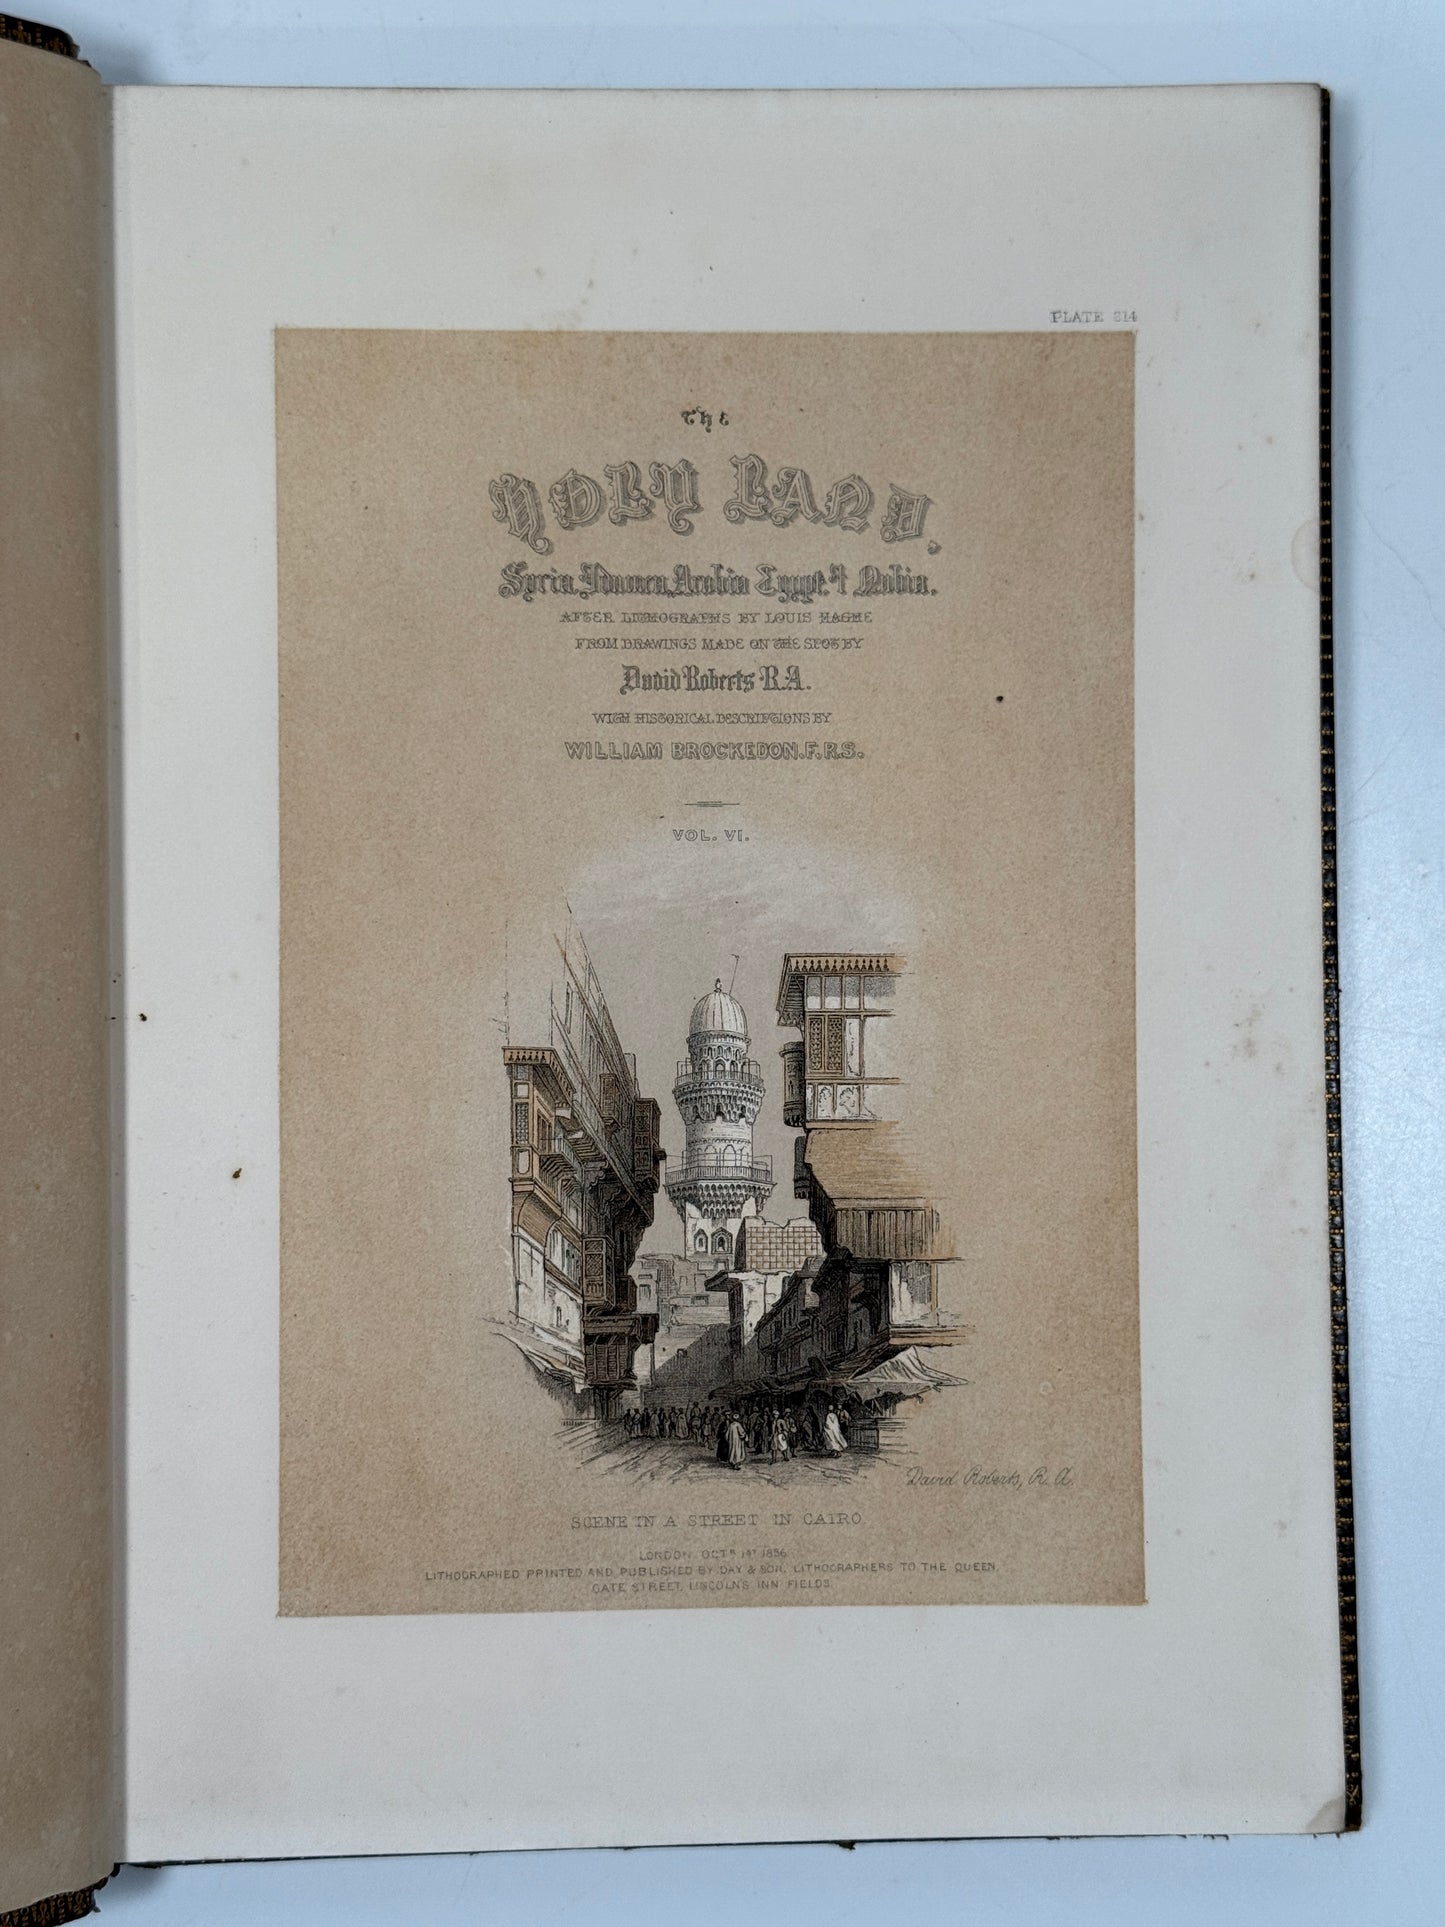 PLATE 214
The
HOLY LAND,
Syria, Idumea, Arabia Egypt, & Nubia.
AFTER LITHOGRAPHS BY LOUIS HAGHE
FROM DRAWINGS MADE ON THE SPOT BY
David Roberts R.A.
WITH HISTORICAL DESCRIPTIONS BY
WILLIAM BROCKEDON. F.R.S.
VOL. VI.
David Roberts, R. A.
SCENE IN A STREET IN CAIRO.
LONDON OCTR 1ST 1856
LITHOGRAPHED PRINTED AND PUBLISHED BY DAY & SON, LITHOGRAPHERS TO THE QUEEN,
GATE STREET, LINCOLN'S INN FIELDS.